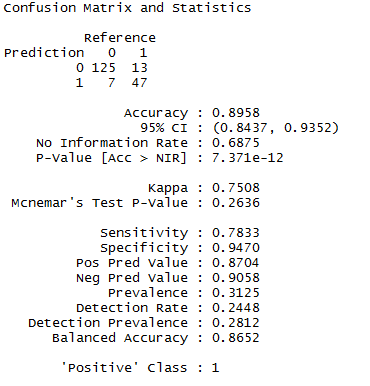 Confusion Matrix and Statistics
Reference
Prediction 0 1
0 125 13
1 7 47
Accuracy : 0.8958
95% CI : (0.8437, 0.9352)
No Information Rate : 0.6875
P-Value [Acc > NIR] : 7.371e-12
Kappa : 0.7508
Mcnemar's Test P-Value : 0.2636
Sensitivity : 0.7833
Specificity : 0.9470
Pos Pred Value : 0.8704
Neg Pred Value : 0.9058
Prevalence : 0.3125
Detection Rate : 0.2448
Detection Prevalence : 0.2812
Balanced Accuracy : 0.8652
'Positive' Class : 1